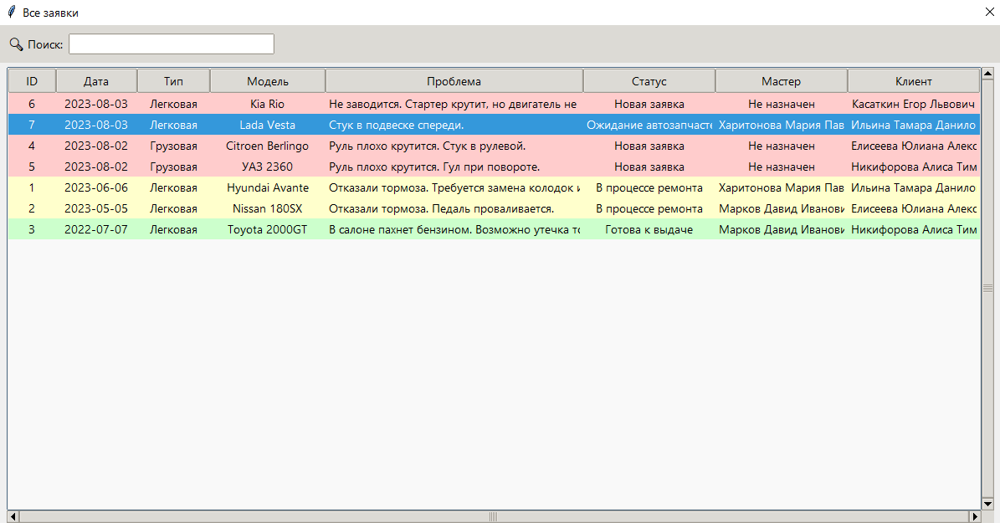 Все заявки
Поиск:
ID Дата Тип Модель Проблема Статус Мастер Клиент
6 2023-08-03 Легковая Kia Rio Не заводится. Стартер крутит, но двигатель не Новая заявка Не назначен Касаткин Егор Львович
7 2023-08-03 Легковая Lada Vesta Стук в подвеске спереди. Ожидание автозапчасте Харитонова Мария Пав Ильина Тамара Данило
4 2023-08-02 Грузовая Citroen Berlingo Руль плохо крутится. Стук в рулевой. Новая заявка Не назначен Елисеева Юлиана Алекс
5 2023-08-02 Грузовая УАЗ 2360 Руль плохо крутится. Гул при повороте. Новая заявка Не назначен Никифорова Алиса Тим
1 2023-06-06 Легковая Hyundai Avante Отказали тормоза. Требуется замена колодок и В процессе ремонта Харитонова Мария Пав Ильина Тамара Данило
2 2023-05-05 Легковая Nissan 180SX Отказали тормоза. Педаль проваливается. В процессе ремонта Марков Давид Иванови Елисеева Юлиана Алекс
3 2022-07-07 Легковая Toyota 2000GT В салоне пахнет бензином. Возможно утечка то Готова к выдаче Марков Давид Иванови Никифорова Алиса Тим